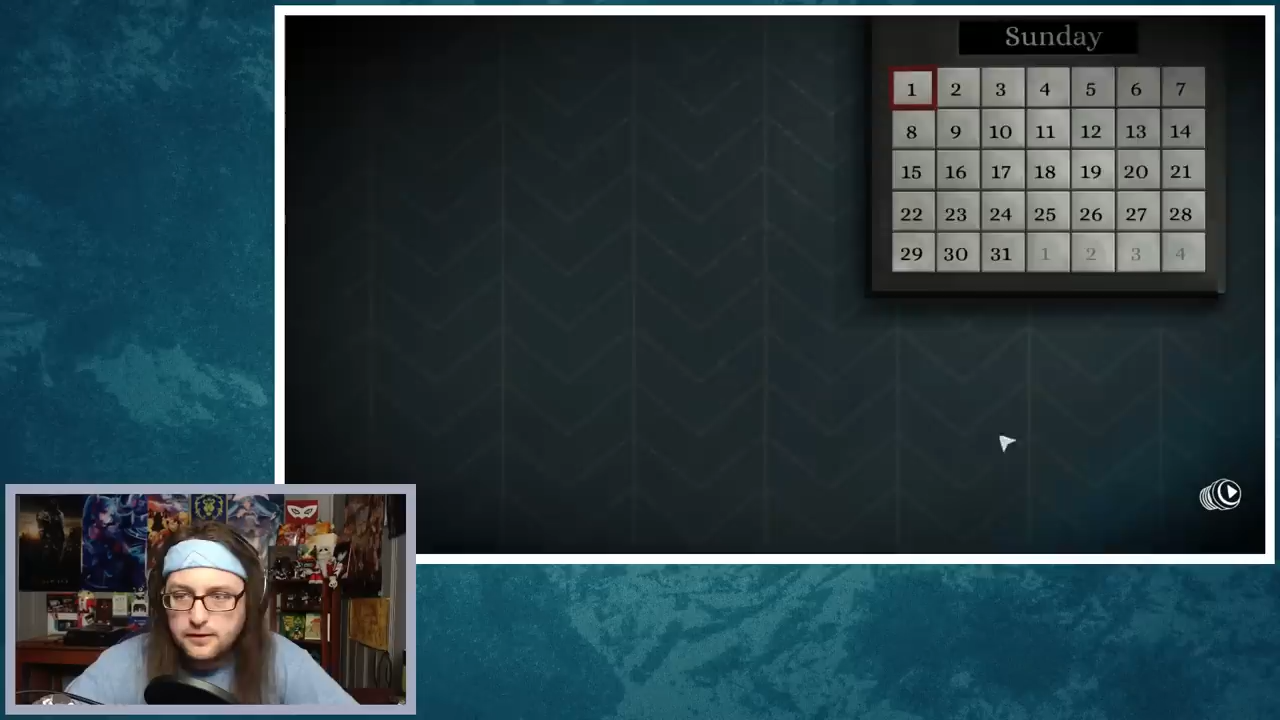 Sunday
1 2 3 4 5 6 7
8 9 10 11 12 13 14
15 16 17 18 19 20 21
22 23 24 25 26 27 28
29 30 31 1 2 3 4